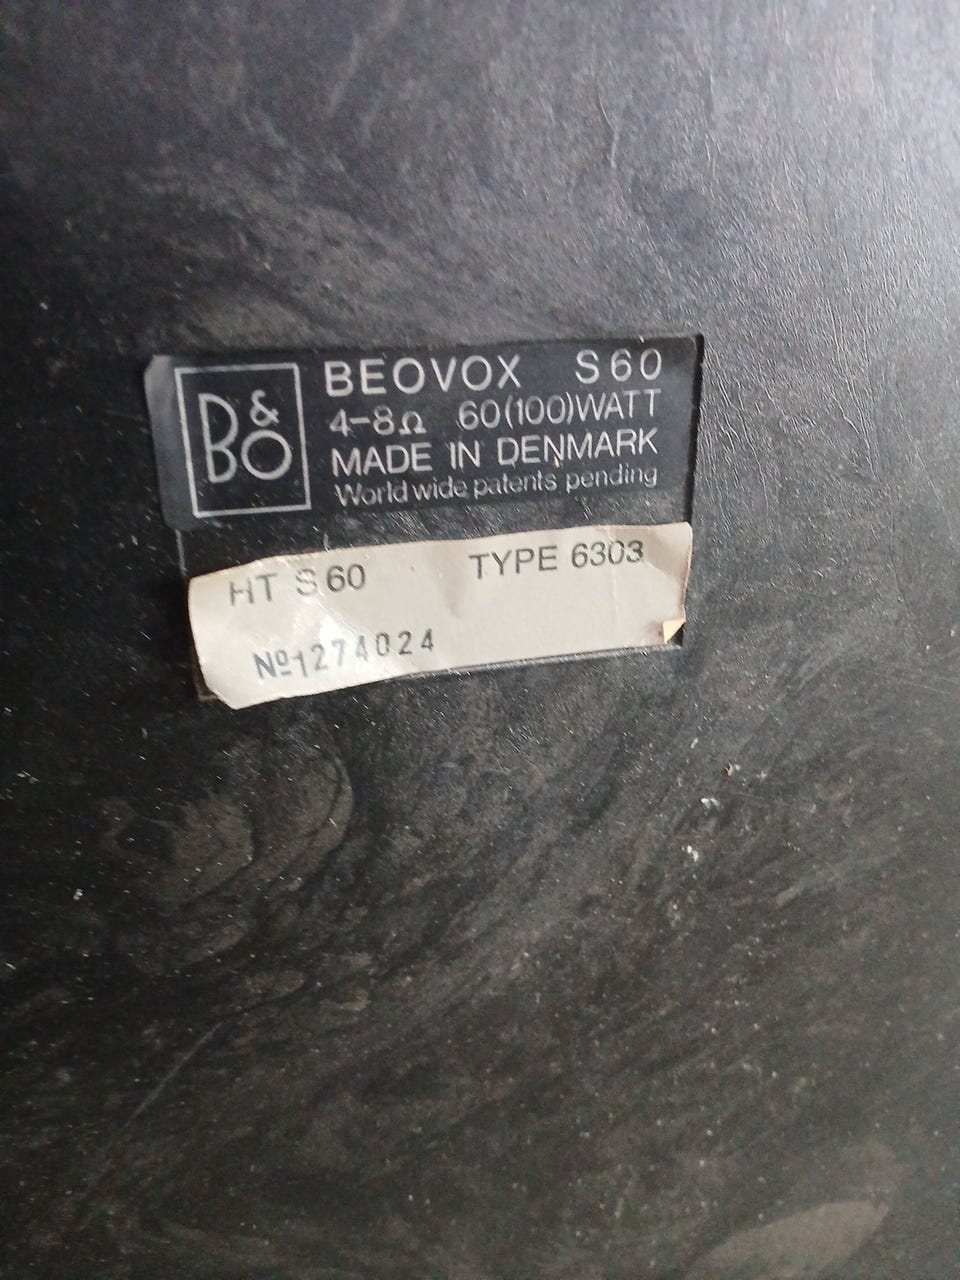 B&O
BEOVOX S60
4-8Ω 60(100)WATT
MADE IN DENMARK
World wide patents pending
HT S60 TYPE 6303
Nº1274024